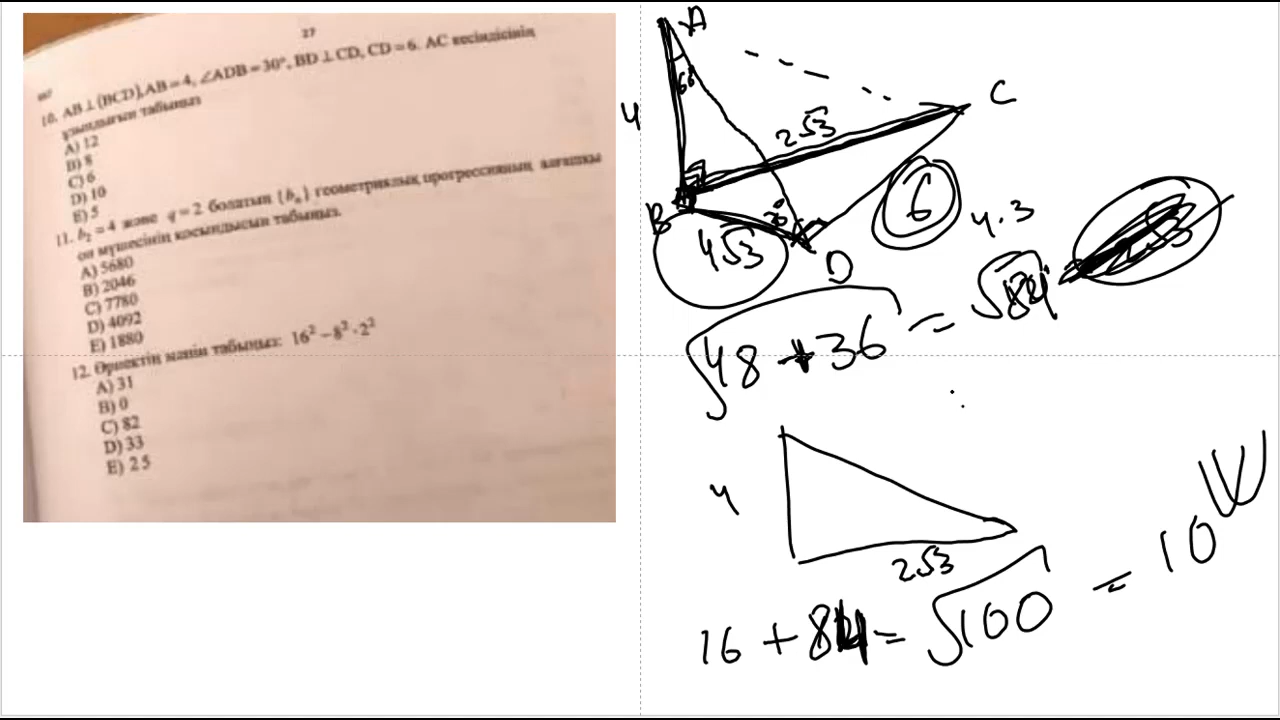 27
10. AB ⊥ (BCD), AB = 4, ∠ADB = 30°, BD ⊥ CD, CD = 6. AC кесіндісінің
ұзындығын табыңыз
A) 12
B) 8
C) 6
D) 10
E) 5
11. b₂ = 4 және q = 2 болатын {bₙ} геометриялық прогрессияның алғашқы
он мүшесінің қосындысын табыңыз.
A) 5680
B) 2046
C) 7780
D) 4092
E) 1880
12. Өрнектің мәнін табыңыз: 16² − 8² · 2²
A) 31
B) 0
C) 82
D) 33
E) 25
A
60
4
C
2√3
B
30
6
4√3
D
4·3
√48+36 = √84
4
2√3
16 + 84 = √100 = 10